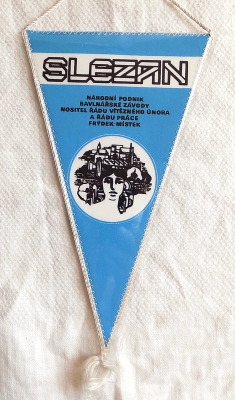 SLEZAN
NÁRODNÍ PODNIK
BAVLNÁŘSKÉ ZÁVODY
NOSITEL ŘÁDU VÍTĚZNÉHO ÚNORA
A ŘÁDU PRÁCE
FRÝDEK-MÍSTEK